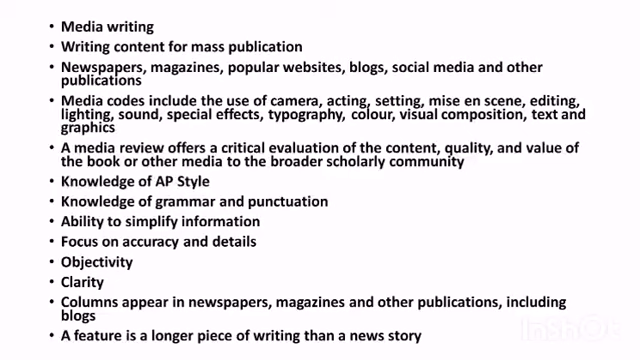 • Media writing
• Writing content for mass publication
• Newspapers, magazines, popular websites, blogs, social media and other
publications
• Media codes include the use of camera, acting, setting, mise en scene, editing,
lighting, sound, special effects, typography, colour, visual composition, text and
graphics
• A media review offers a critical evaluation of the content, quality, and value of
the book or other media to the broader scholarly community
• Knowledge of AP Style
• Knowledge of grammar and punctuation
• Ability to simplify information
• Focus on accuracy and details
• Objectivity
• Clarity
• Columns appear in newspapers, magazines and other publications, including
blogs
• A feature is a longer piece of writing than a news story